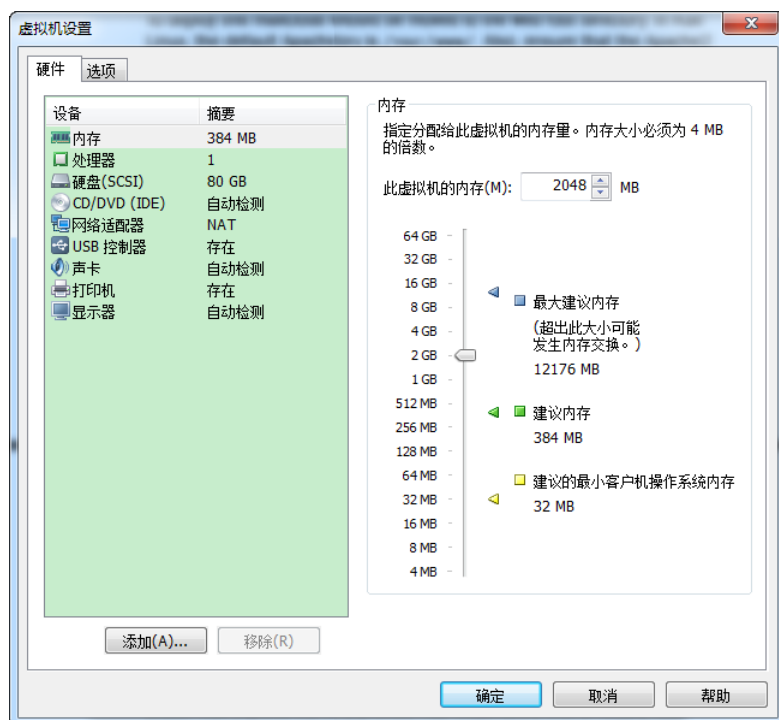 虚拟机设置
硬件 选项
设备 摘要
内存 384 MB
处理器 1
硬盘(SCSI) 80 GB
CD/DVD (IDE) 自动检测
网络适配器 NAT
USB 控制器 存在
声卡 自动检测
打印机 存在
显示器 自动检测
添加(A)... 移除(R)
内存
指定分配给此虚拟机的内存量。内存大小必须为 4 MB
的倍数。
此虚拟机的内存(M): 2048 MB
64 GB
32 GB
16 GB
8 GB
4 GB
2 GB
1 GB
512 MB
256 MB
128 MB
64 MB
32 MB
16 MB
8 MB
4 MB
最大建议内存
(超出此大小可能
发生内存交换。)
12176 MB
建议内存
384 MB
建议的最小客户机操作系统内存
32 MB
确定 取消 帮助